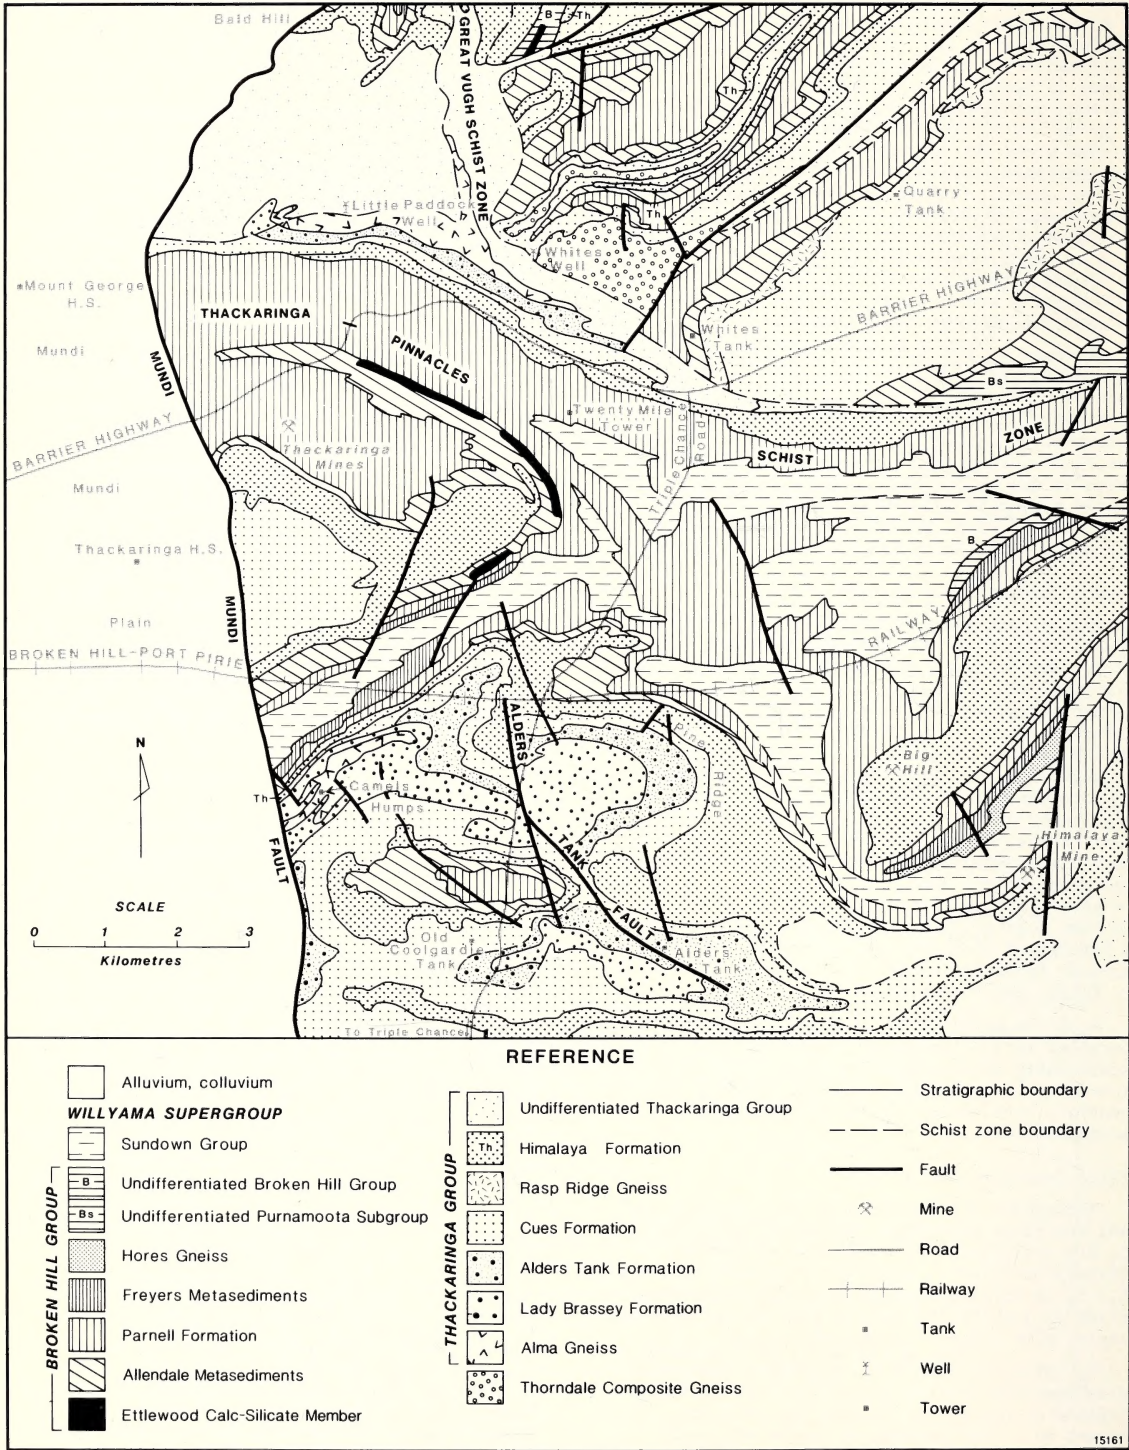 Bald Hill
B
Th
GREAT VUGH SCHIST ZONE
Th
Little Paddock
Well
Th
Quarry
Tank
Whites
Well
Mount George
H.S.
THACKARINGA
BARRIER HIGHWAY
Whites
Tank
Mundi
PINNACLES
MUNDI
Bs
Twenty Mile
Tower
Triple Chance
Road
ZONE
SCHIST
BARRIER HIGHWAY
Thackaringa
Mines
Mundi
B
Thackaringa H.S.
MUNDI
Plain
RAILWAY
BROKEN HILL–PORT PIRIE
ALDERS
Pine
Ridge
N
Big
Hill
Th
Camels
Humps
Himalaya
Mine
TANK
FAULT
FAULT
SCALE
0 1 2 3
Kilometres
Old
Coolgardie
Tank
Alders
Tank
To Triple Chance
REFERENCE
Alluvium, colluvium
WILLYAMA SUPERGROUP
Sundown Group
BROKEN HILL GROUP
B Undifferentiated Broken Hill Group
Bs Undifferentiated Purnamoota Subgroup
Hores Gneiss
Freyers Metasediments
Parnell Formation
Allendale Metasediments
Ettlewood Calc-Silicate Member
THACKARINGA GROUP
Undifferentiated Thackaringa Group
Th Himalaya Formation
Rasp Ridge Gneiss
Cues Formation
Alders Tank Formation
Lady Brassey Formation
Alma Gneiss
Thorndale Composite Gneiss
Stratigraphic boundary
Schist zone boundary
Fault
Mine
Road
Railway
Tank
Well
Tower
15161